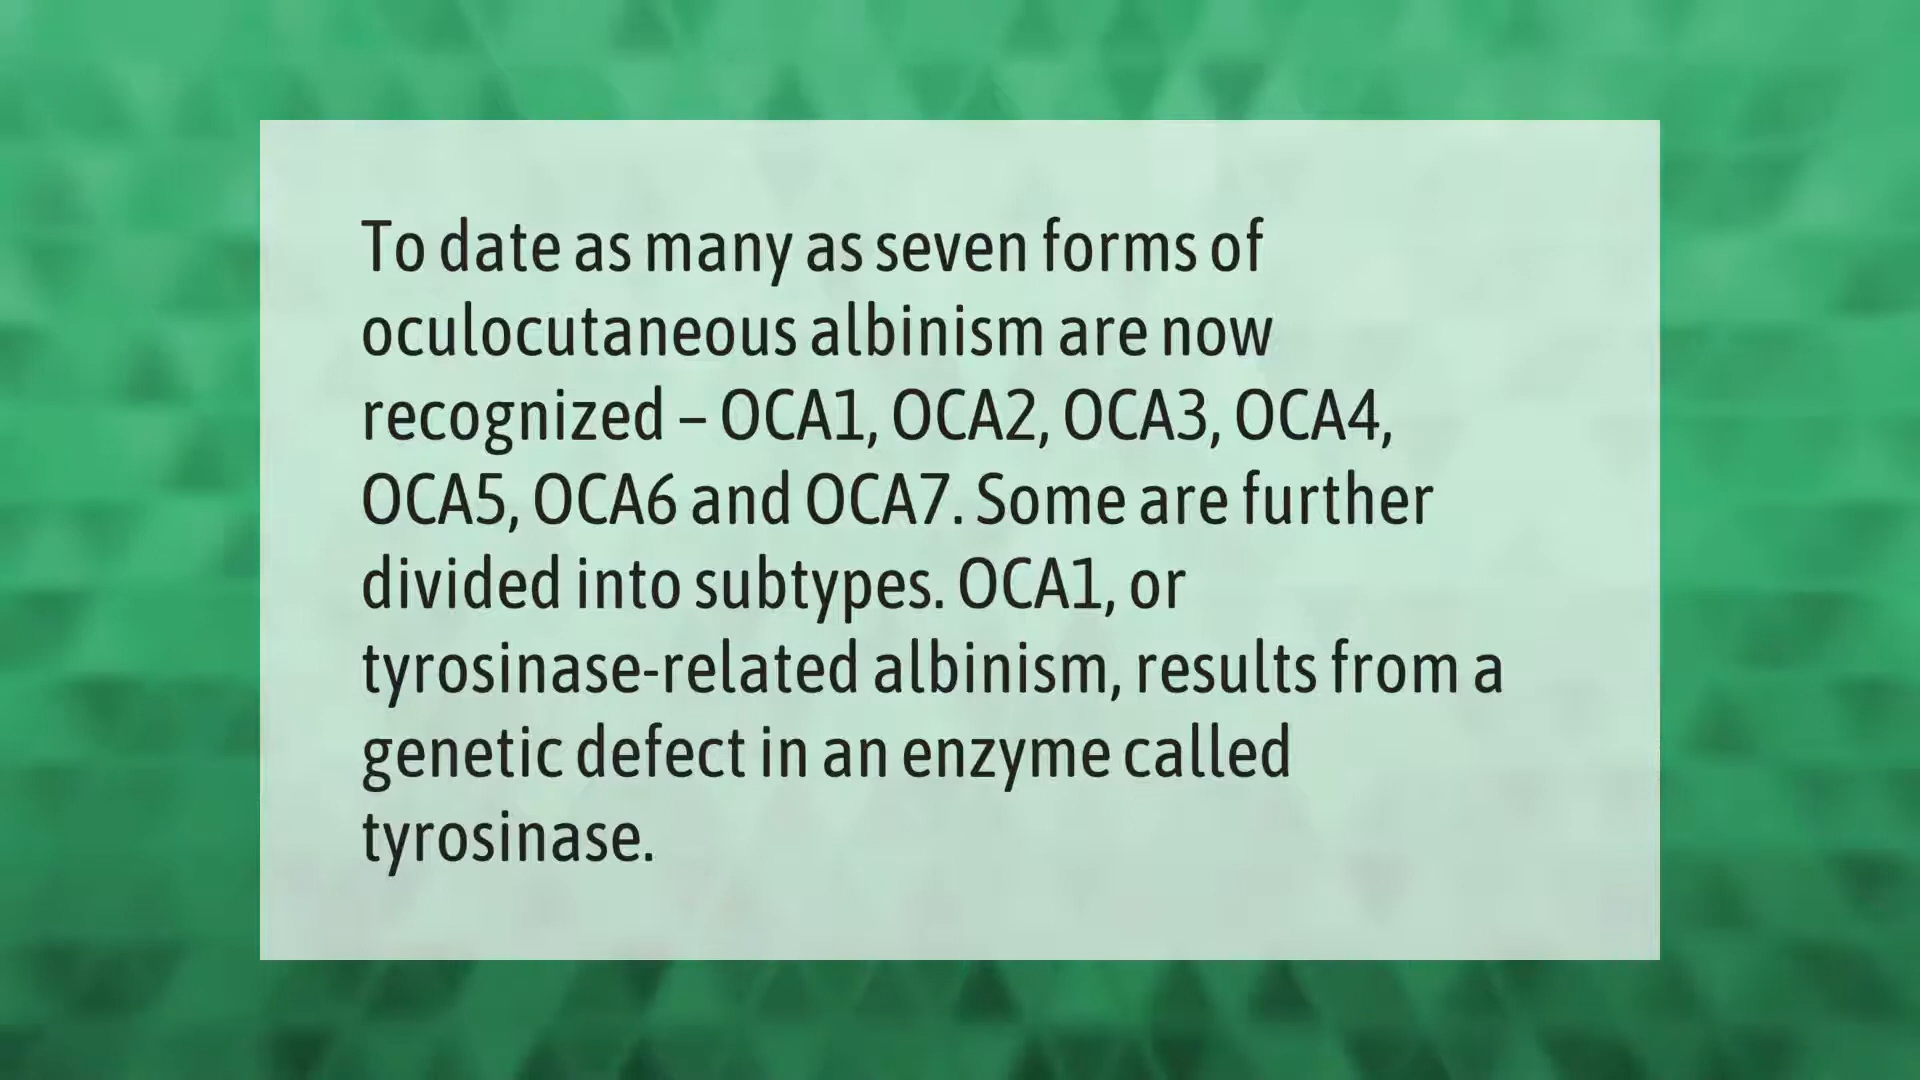 To date as many as seven forms of
oculocutaneous albinism are now
recognized – OCA1, OCA2, OCA3, OCA4,
OCA5, OCA6 and OCA7. Some are further
divided into subtypes. OCA1, or
tyrosinase-related albinism, results from a
genetic defect in an enzyme called
tyrosinase.